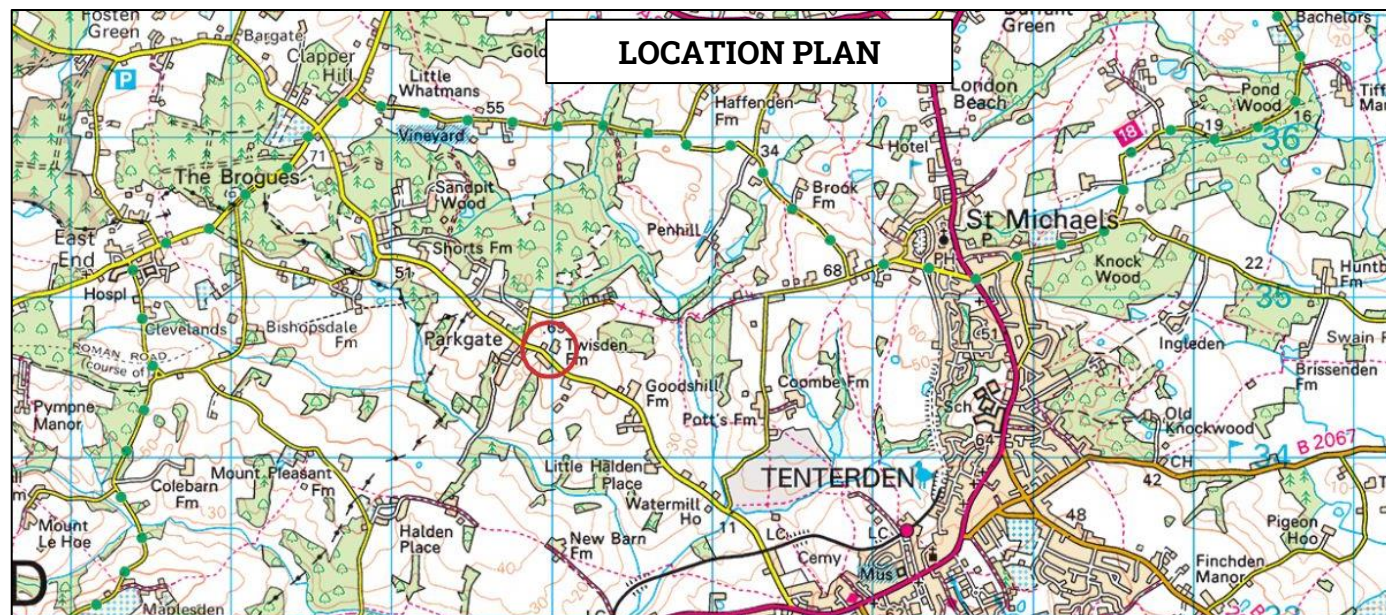 LOCATION PLAN
Green
Bargate
Clapper
Hill
P
Little
Whatmans
55
Haffenden
Fm
London
Beach
Green
Bachelors
Pond
Wood
16
19
18
36
Vineyard
71
34
Hotel
The Brogues
Sandpit
Wood
Brook
Fm
Penhill
St Michaels
P
PH
East
End
Shorts Fm
51
68
Knock
Wood
22
35
Hospl
Clevelands
Bishopsdale
Fm
Parkgate
Twisden
Fm
51
Ingleden
ROMAN ROAD
(course of)
Goodshill
Fm
Coombe Fm
Brissenden
Fm
Pympne
Manor
Pott's Fm
Sch
Old
Knockwood
64
CH
B 2067
34
42
Mount Pleasant
Fm
Colebarn
Fm
Little Halden
Place
TENTERDEN
Watermill
Ho
11
48
Mount
Le Hoe
Halden
Place
New Barn
Fm
LC
LC
Cemy
Mus
Pigeon
Hoo
Finchden
Manor
D
Maplesden